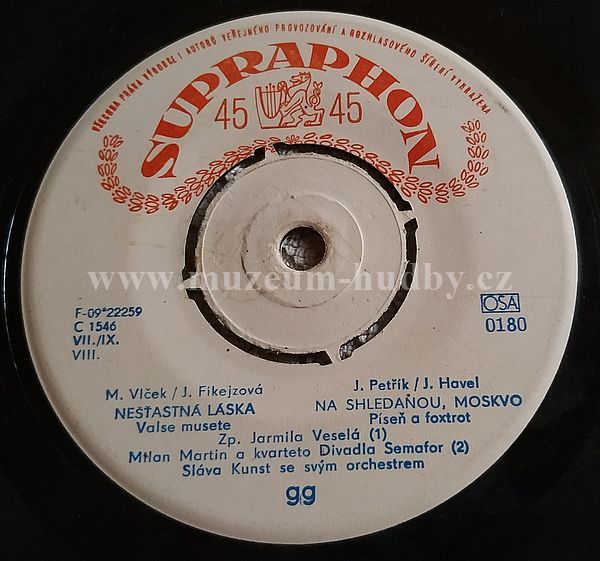 VŠECHNA PRÁVA VÝROBCE I AUTORŮ, VEŘEJNÉHO PROVOZOVÁNÍ A ROZHLASOVÉHO ŠÍŘENÍ VYHRAŽENA
SUPRAPHON
45 45
www.muzeum-hudby.cz
F-09*22259
C 1546
VII./IX.
VIII.
OSA
0180
M. Vlček / J. Fikejzová
NEŠŤASTNÁ LÁSKA
Valse musete
J. Petřík / J. Havel
NA SHLEDAŇOU, MOSKVO
Píseň a foxtrot
Zp. Jarmila Veselá (1)
Milan Martin a kvarteto Divadla Semafor (2)
Sláva Kunst se svým orchestrem
gg